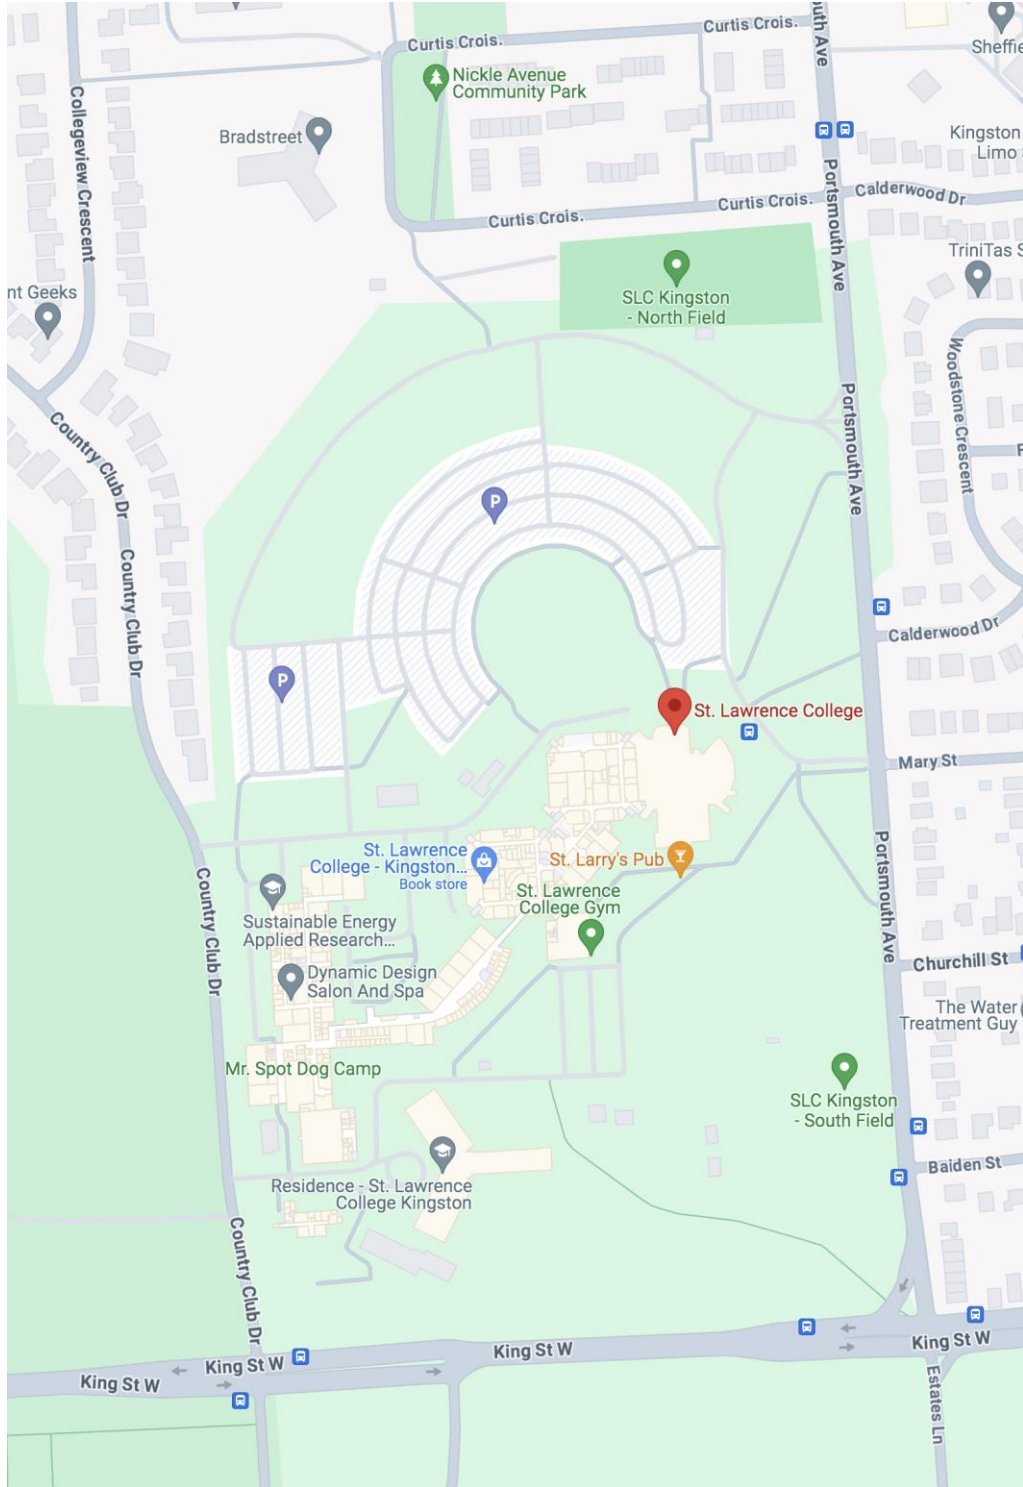 Curtis Crois.
Curtis Crois.
uth Ave
Sheffie
Nickle Avenue
Community Park
Collegeview Crescent
Bradstreet
Kingston
Limo
Portsmouth Ave
Calderwood Dr
Curtis Crois.
Curtis Crois.
TriniTas S
nt Geeks
SLC Kingston
- North Field
Woodstone Crescent
Portsmouth Ave
Country Club Dr
P
Country Club Dr
Calderwood Dr
P
St. Lawrence College
Mary St
St. Lawrence
College - Kingston...
Book store
St. Larry's Pub
Portsmouth Ave
St. Lawrence
College Gym
Country Club Dr
Sustainable Energy
Applied Research...
Churchill St
Dynamic Design
Salon And Spa
The Water
Treatment Guy
Mr. Spot Dog Camp
SLC Kingston
- South Field
Baiden St
Residence - St. Lawrence
College Kingston
Country Club Dr
King St W
King St W
King St W
King St W
Estates Ln